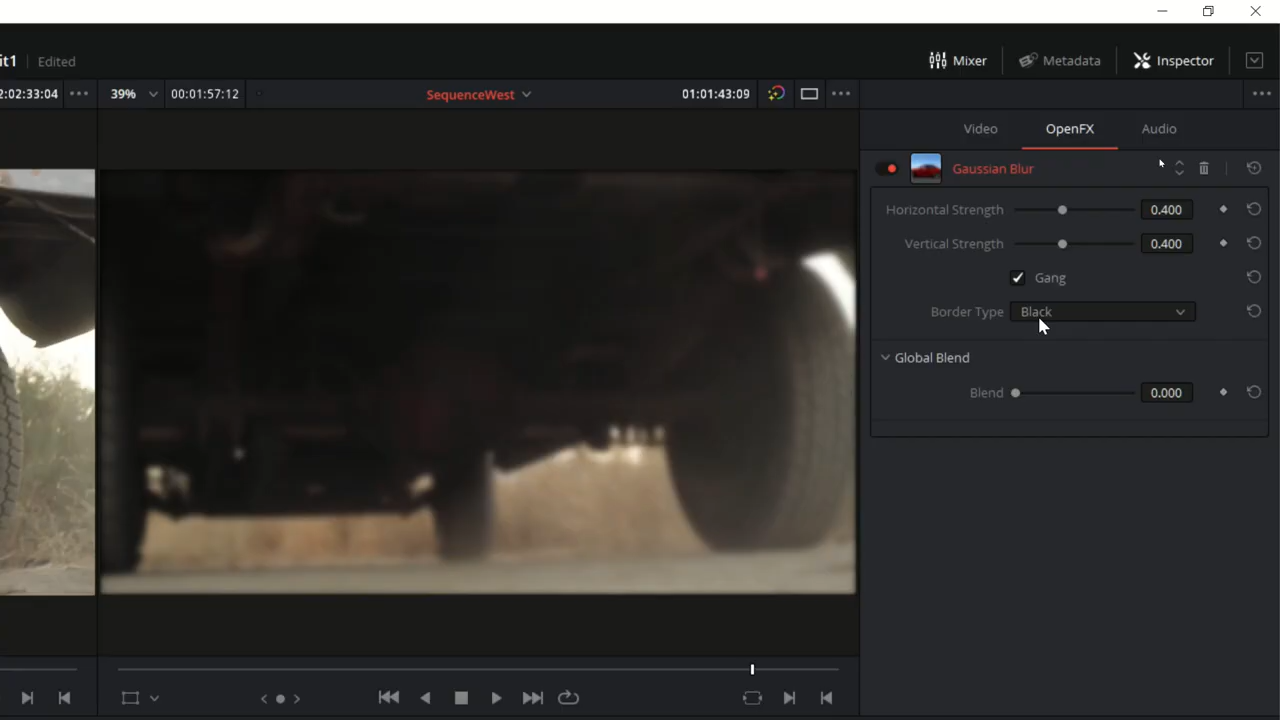 it1 Edited
Mixer Metadata Inspector
2:02:33:04 39% 00:01:57:12 SequenceWest 01:01:43:09
Video OpenFX Audio
Gaussian Blur
Horizontal Strength 0.400
Vertical Strength 0.400
Gang
Border Type Black
Global Blend
Blend 0.000